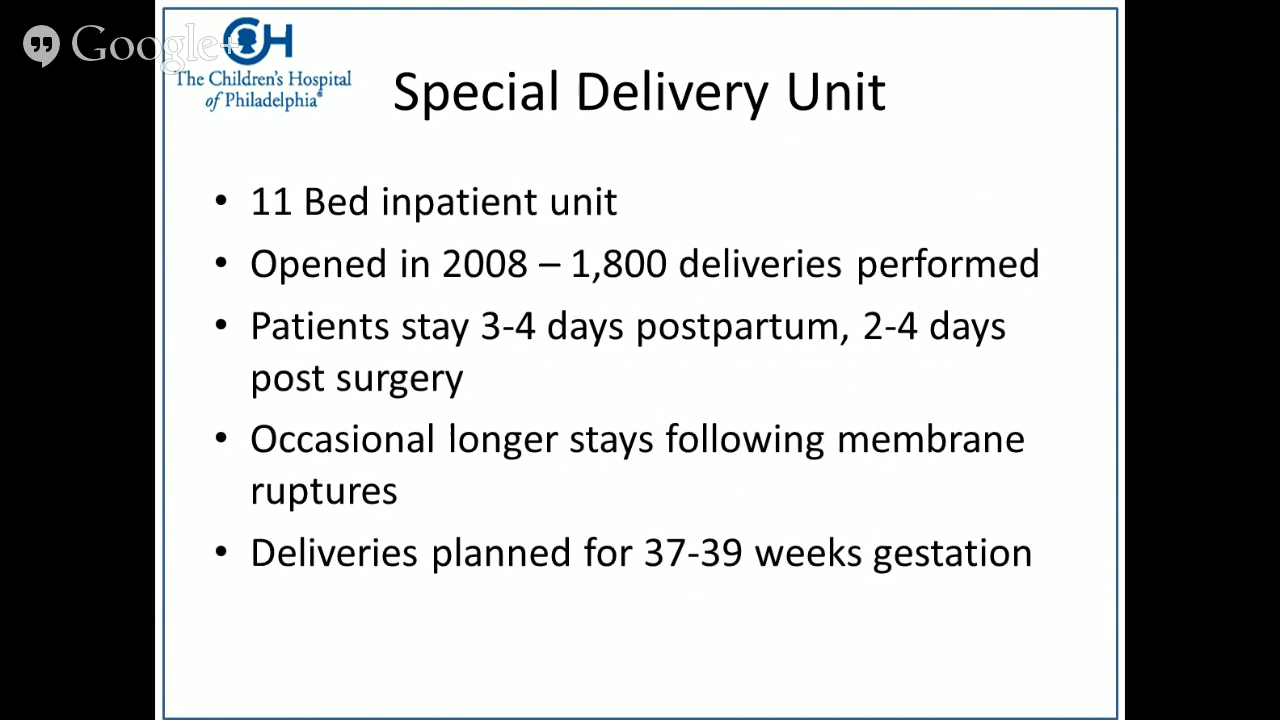 Google+
CH
The Children's Hospital
of Philadelphia®
Special Delivery Unit
• 11 Bed inpatient unit
• Opened in 2008 – 1,800 deliveries performed
• Patients stay 3-4 days postpartum, 2-4 days
post surgery
• Occasional longer stays following membrane
ruptures
• Deliveries planned for 37-39 weeks gestation